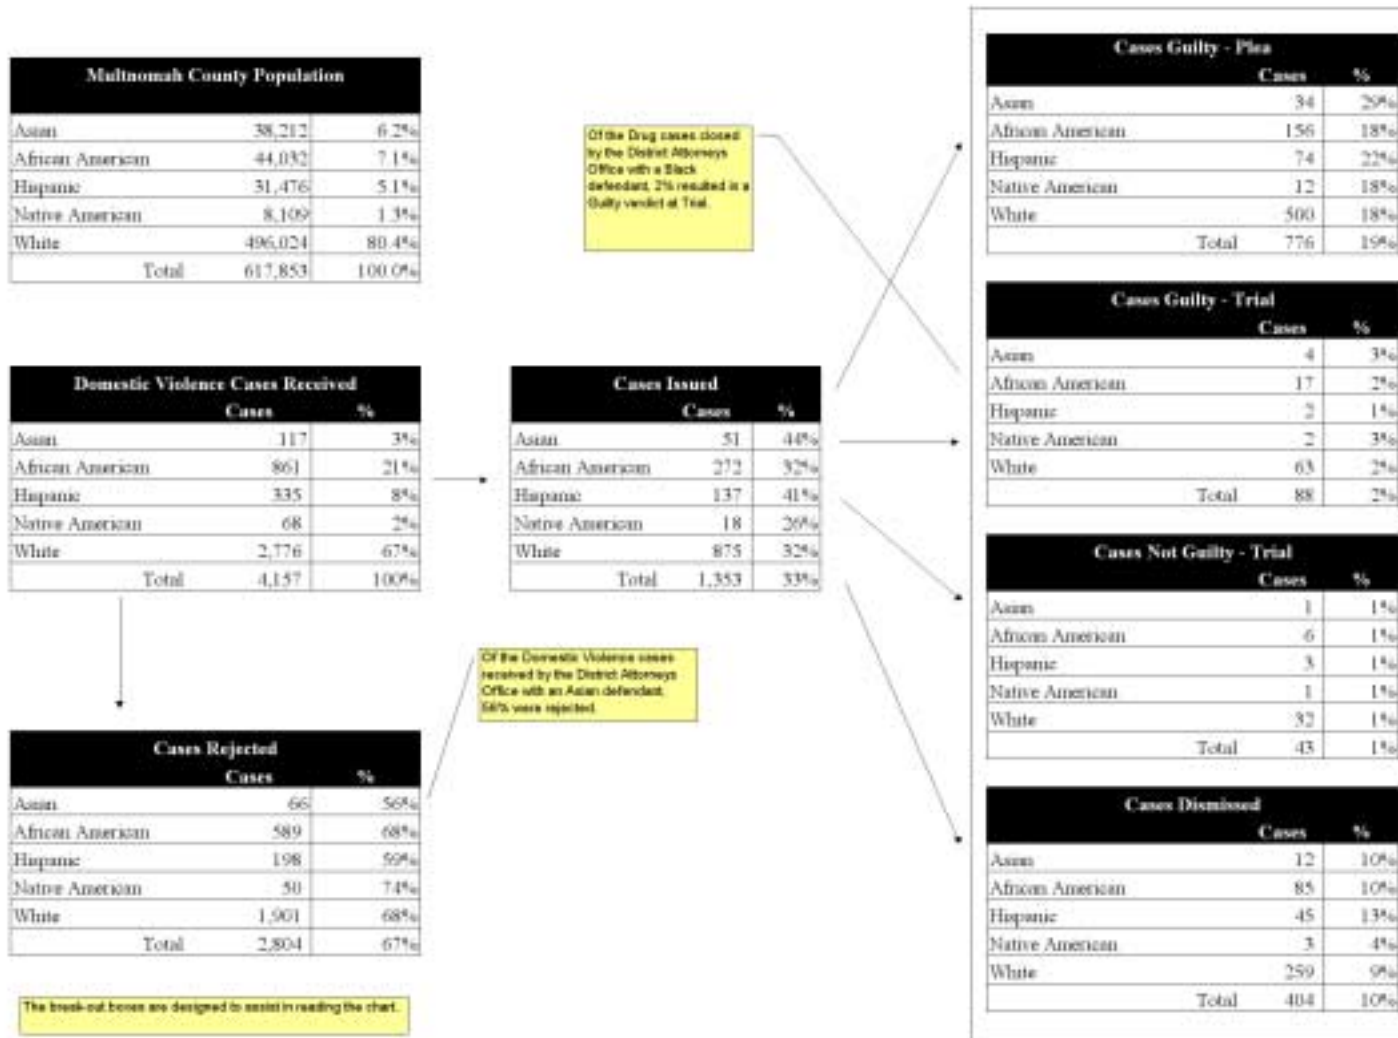 Multnomah County Population
Asian 38,212 6.2%
African American 44,032 7.1%
Hispanic 31,476 5.1%
Native American 8,109 1.3%
White 496,024 80.4%
Total 617,853 100.0%
Of the Drug cases closed
by the District Attorneys
Office with a Black
defendant, 2% resulted in a
Guilty verdict at Trial.
Domestic Violence Cases Received
Cases %
Asian 117 3%
African American 861 21%
Hispanic 335 8%
Native American 68 2%
White 2,776 67%
Total 4,157 100%
Cases Issued
Cases %
Asian 51 44%
African American 272 32%
Hispanic 137 41%
Native American 18 26%
White 875 32%
Total 1,353 33%
Of the Domestic Violence cases
received by the District Attorneys
Office with an Asian defendant,
56% were rejected.
Cases Rejected
Cases %
Asian 66 56%
African American 589 68%
Hispanic 198 59%
Native American 50 74%
White 1,901 68%
Total 2,804 67%
The break-out boxes are designed to assist in reading the chart.
Cases Guilty - Plea
Cases %
Asian 34 29%
African American 156 18%
Hispanic 74 22%
Native American 12 18%
White 500 18%
Total 776 19%
Cases Guilty - Trial
Cases %
Asian 4 3%
African American 17 2%
Hispanic 2 1%
Native American 2 3%
White 63 2%
Total 88 2%
Cases Not Guilty - Trial
Cases %
Asian 1 1%
African American 6 1%
Hispanic 3 1%
Native American 1 1%
White 32 1%
Total 43 1%
Cases Dismissed
Cases %
Asian 12 10%
African American 85 10%
Hispanic 45 13%
Native American 3 4%
White 259 9%
Total 404 10%